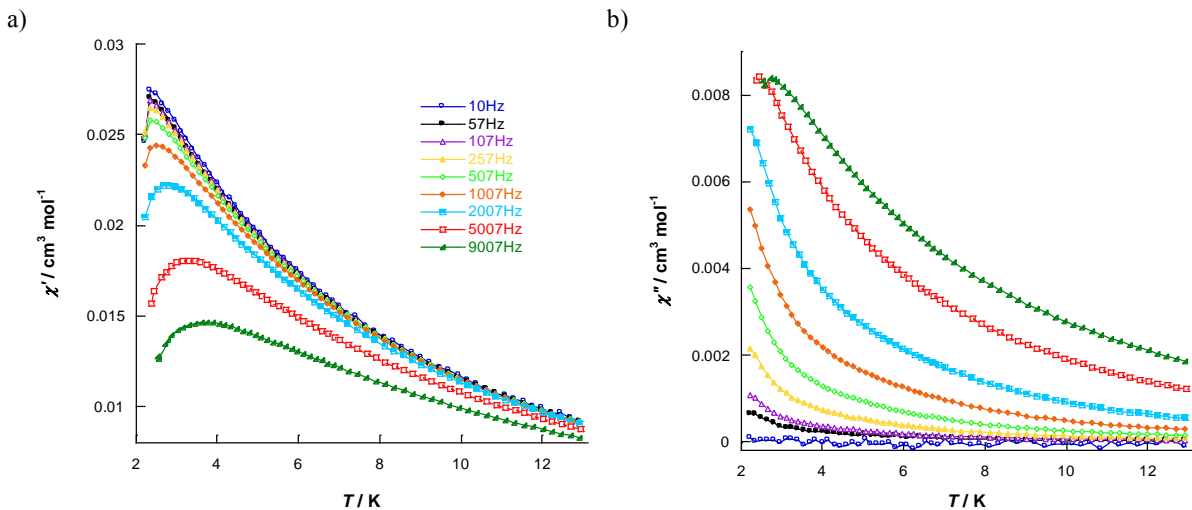 a)
b)
0.03
0.025
0.02
0.015
0.01
χ' / cm³ mol⁻¹
2
4
6
8
10
12
T / K
10Hz
57Hz
107Hz
257Hz
507Hz
1007Hz
2007Hz
5007Hz
9007Hz
0.008
0.006
0.004
0.002
0
χ" / cm³ mol⁻¹
2
4
6
8
10
12
T / K